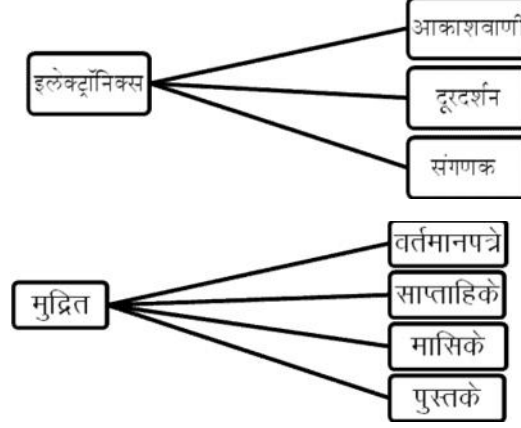 आकाशवाणी
इलेक्ट्रॉनिक्स
दूरदर्शन
संगणक
वर्तमानपत्रे
साप्ताहिके
मुद्रित
मासिके
पुस्तके